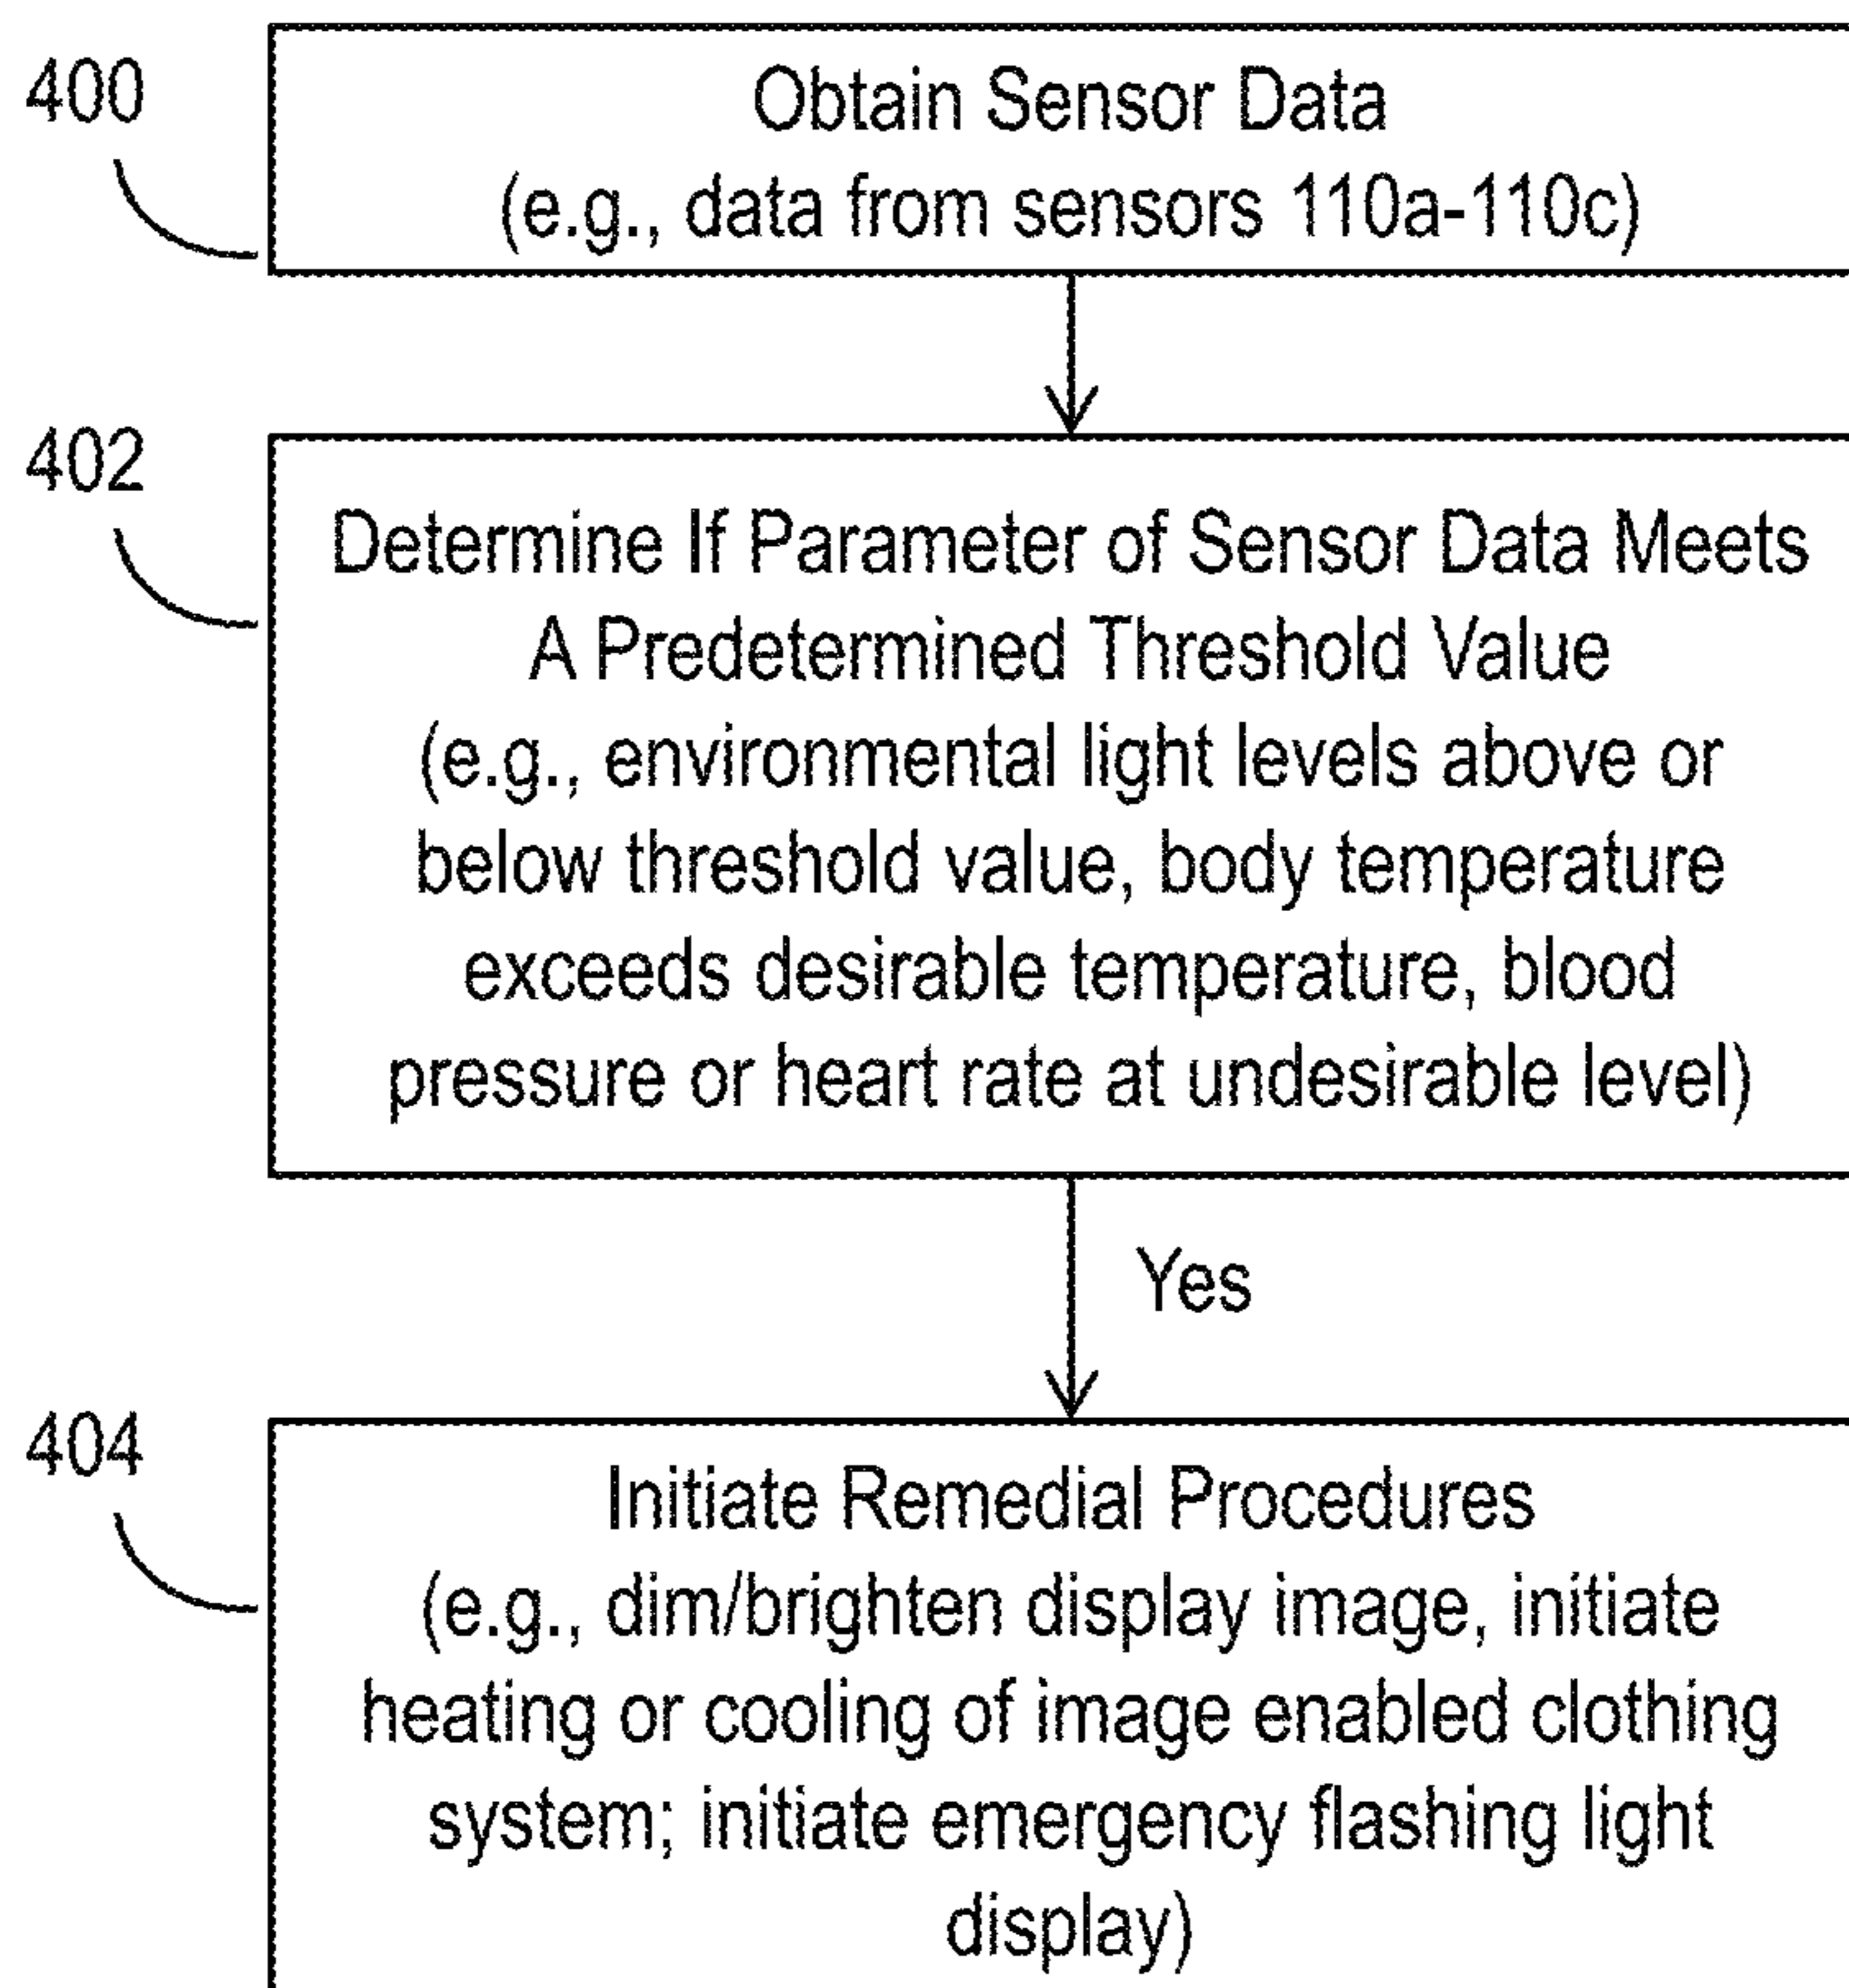 400
Obtain Sensor Data
(e.g., data from sensors 110a-110c)
402
Determine If Parameter of Sensor Data Meets
A Predetermined Threshold Value
(e.g., environmental light levels above or
below threshold value, body temperature
exceeds desirable temperature, blood
pressure or heart rate at undesirable level)
Yes
404
Initiate Remedial Procedures
(e.g., dim/brighten display image, initiate
heating or cooling of image enabled clothing
system; initiate emergency flashing light
display)